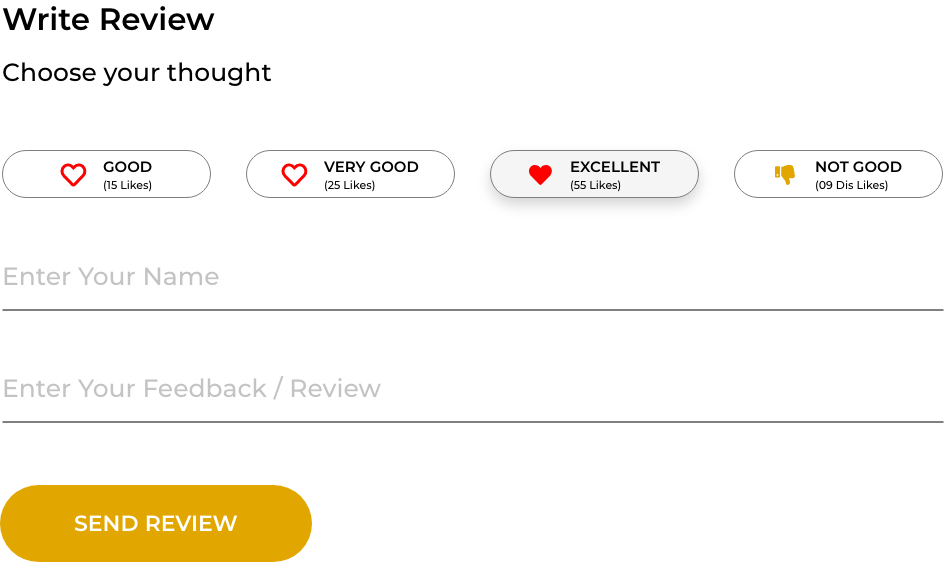 Write Review
Choose your thought
GOOD
(15 Likes)
VERY GOOD
(25 Likes)
EXCELLENT
(55 Likes)
NOT GOOD
(09 Dis Likes)
Enter Your Name
Enter Your Feedback / Review
SEND REVIEW